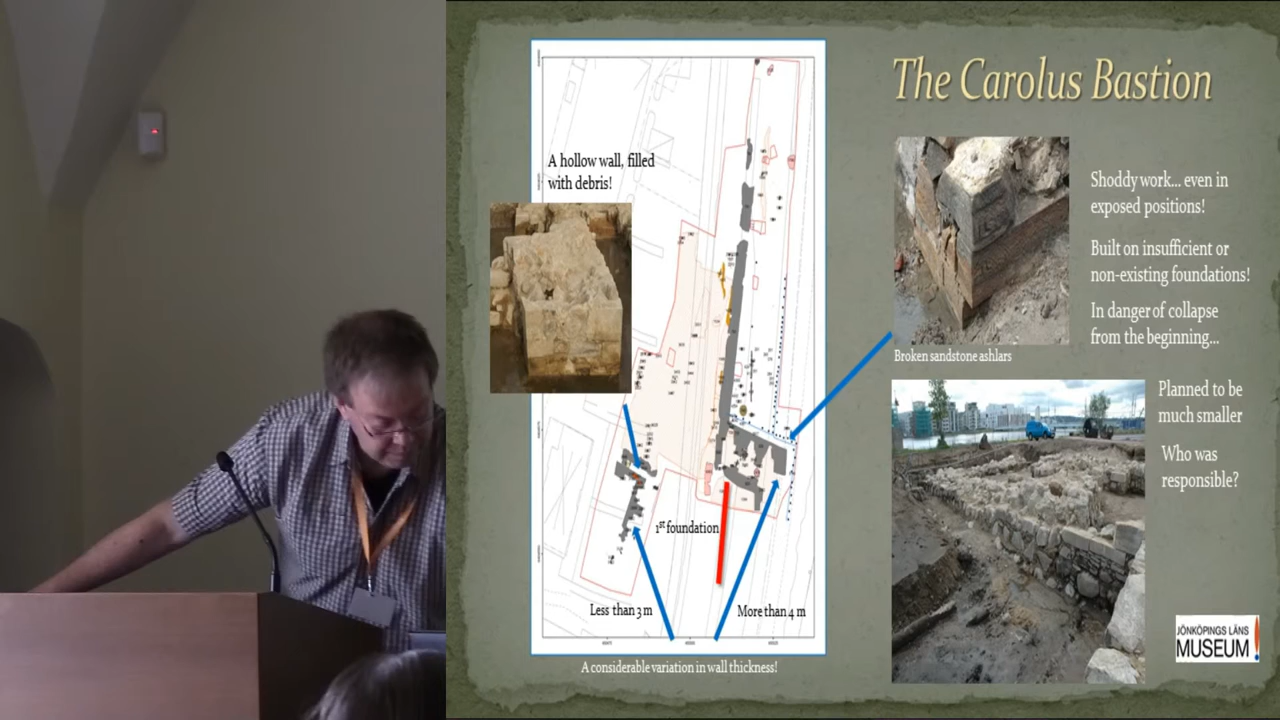 The Carolus Bastion
A hollow wall, filled
with debris!
1st foundation
Less than 3 m
More than 4 m
A considerable variation in wall thickness!
Broken sandstone ashlars
Shoddy work... even in
exposed positions!
Built on insufficient or
non-existing foundations!
In danger of collapse
from the beginning...
Planned to be
much smaller
Who was
responsible?
JÖNKÖPINGS LÄNS
MUSEUM!